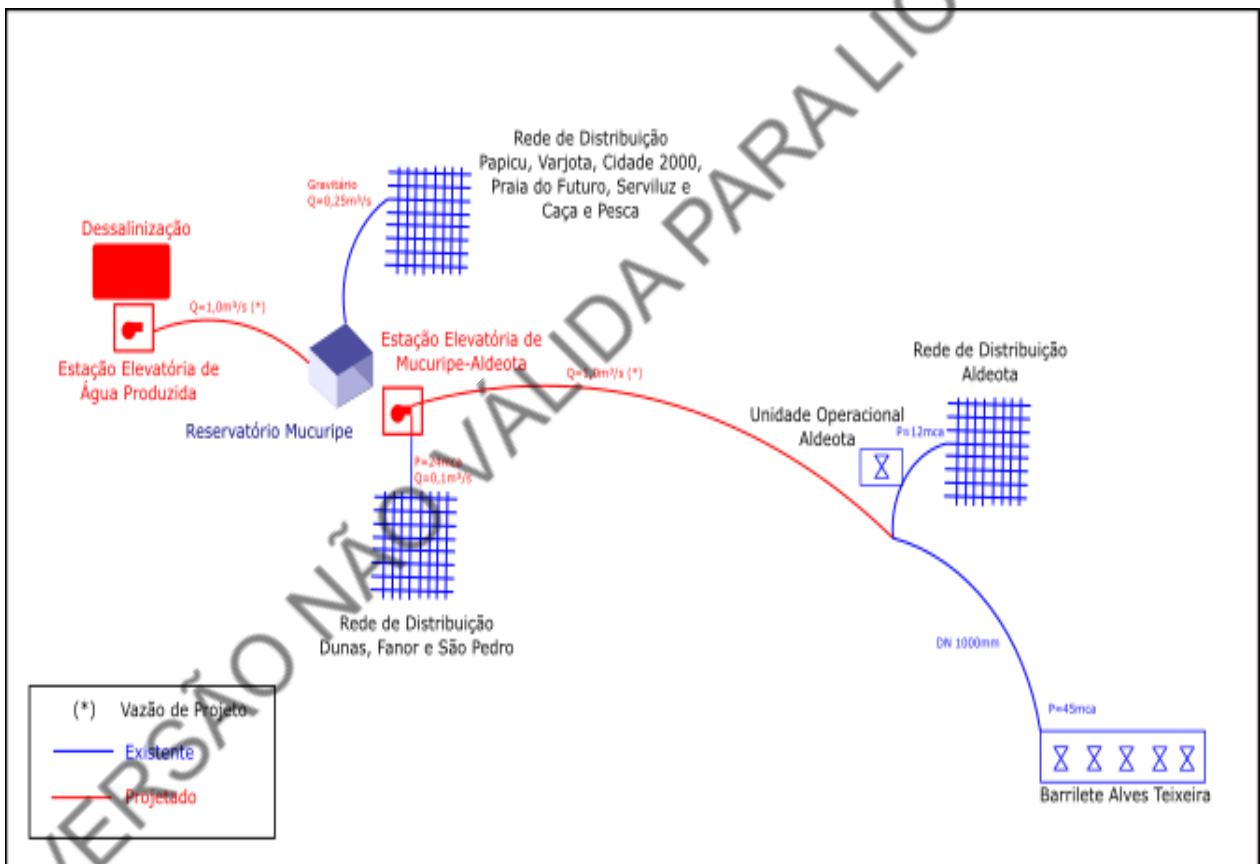 VERSÃO NÃO VÁLIDA PARA LIC
Rede de Distribuição
Papicu, Varjota, Cidade 2000,
Praia do Futuro, Serviluz e
Caça e Pesca
Gravitário
Q=0,25m³/s
Dessalinização
Q=1,0m³/s (*)
Estação Elevatória de
Água Produzida
Reservatório Mucuripe
Estação Elevatória de
Mucuripe-Aldeota
Q=1,0m³/s (*)
P=24mca
Q=0,1m³/s
Rede de Distribuição
Dunas, Fanor e São Pedro
Rede de Distribuição
Aldeota
Unidade Operacional
Aldeota
P=12mca
DN 1000mm
P=45mca
Barrilete Alves Teixeira
(*) Vazão de Projeto
Existente
Projetado